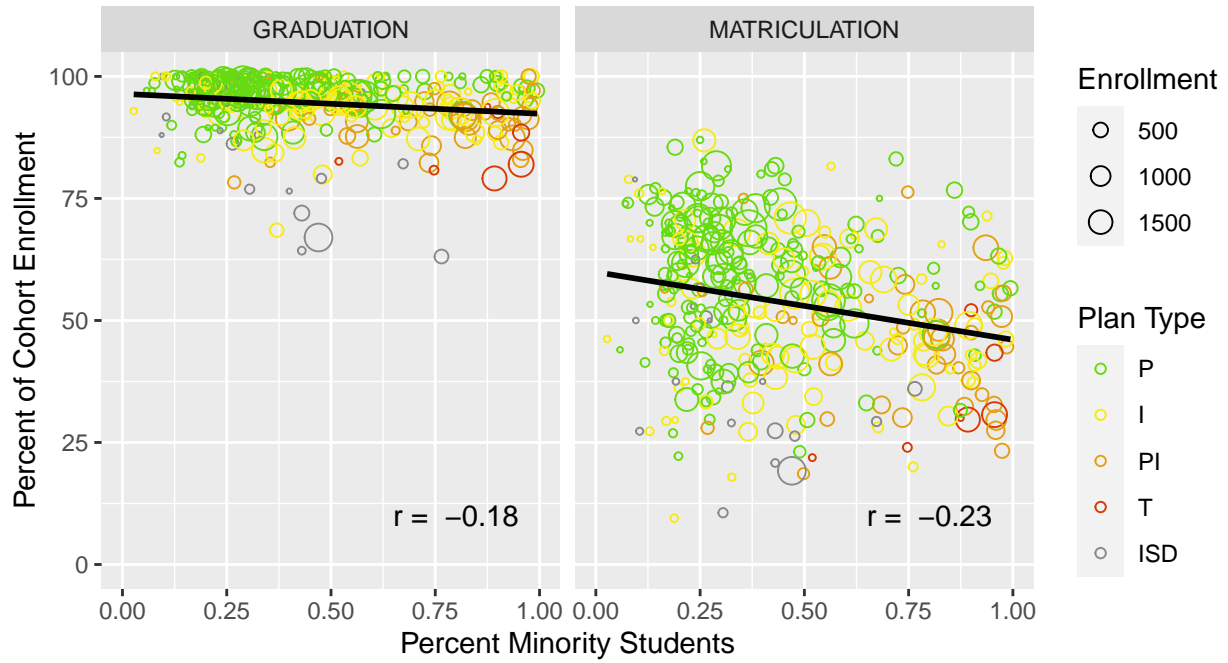 GRADUATION
MATRICULATION
Percent of Cohort Enrollment
100
75
50
25
0
r = −0.18
r = −0.23
0.00 0.25 0.50 0.75 1.00
0.00 0.25 0.50 0.75 1.00
Percent Minority Students
Enrollment
500
1000
1500
Plan Type
P
I
PI
T
ISD